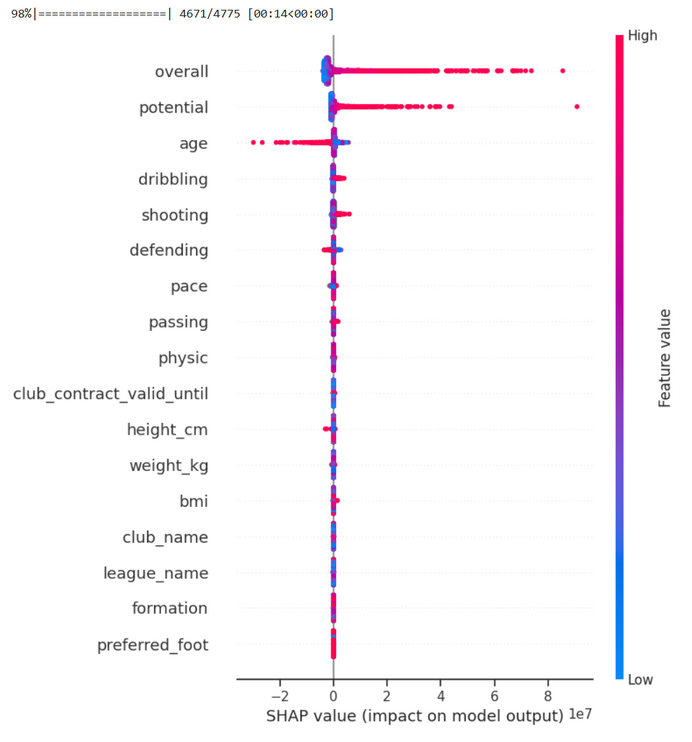 98%|===================| 4671/4775 [00:14<00:00]
High
overall
potential
age
dribbling
shooting
defending
pace
passing
physic
club_contract_valid_until
height_cm
weight_kg
bmi
club_name
league_name
formation
preferred_foot
Feature value
Low
−2 0 2 4 6 8
SHAP value (impact on model output) 1e7